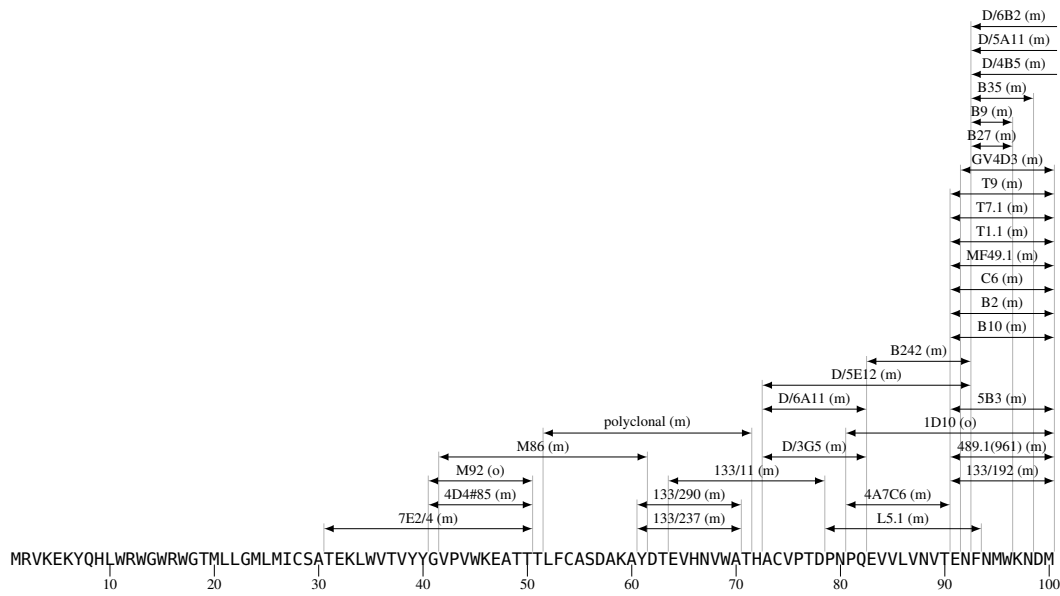 D/6B2 (m)
D/5A11 (m)
D/4B5 (m)
B35 (m)
B9 (m)
B27 (m)
GV4D3 (m)
T9 (m)
T7.1 (m)
T1.1 (m)
MF49.1 (m)
C6 (m)
B2 (m)
B10 (m)
B242 (m)
D/5E12 (m)
D/6A11 (m) 5B3 (m)
polyclonal (m) 1D10 (o)
M86 (m) D/3G5 (m) 489.1(961) (m)
M92 (o) 133/11 (m) 133/192 (m)
4D4#85 (m) 133/290 (m) 4A7C6 (m)
7E2/4 (m) 133/237 (m) L5.1 (m)
MRVKEKYQHLWRWGWRWGTMLLGMLMICSATEKLWVTVYYGVPVWKEATTTLFCASDAKAYDTEVHNVWATHACVPTDPNPQEVVLVNVTENFNMWKNDM
10 20 30 40 50 60 70 80 90 100